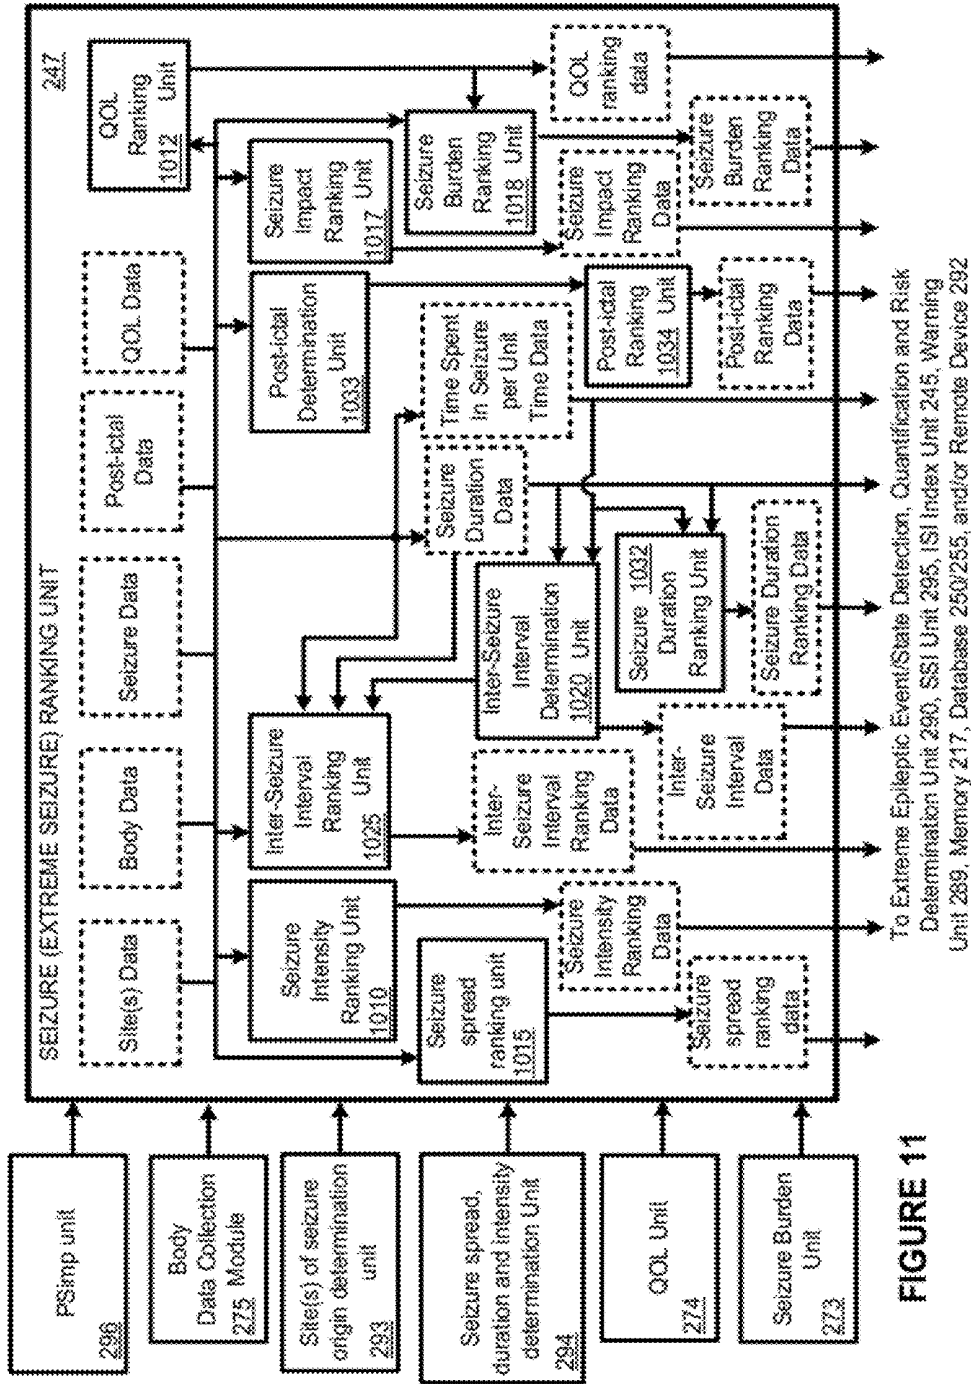 247
SEIZURE (EXTREME SEIZURE) RANKING UNIT
PSimp unit
296
Body
Data Collection
275 Module
Site(s) of seizure
origin determination
293 unit
Seizure spread,
duration and Intensity
determination Unit
294
QOL Unit
274
Seizure Burden
Unit
273
Site(s) Data
Body Data
Seizure Data
Post-ictal
Data
QOL Data
QOL
Ranking
1012 Unit
Seizure
Intensity
Ranking Unit
1010
Inter-Seizure
Interval
Ranking
1025 Unit
Post-ictal
Determination
1033 Unit
Seizure
Impact
Ranking
1017 Unit
Seizure
spread
ranking unit
1015
Seizure
Duration
Data
Time Spent
In Seizure
per Unit
Time Data
Seizure
Burden
Ranking
1018 Unit
Inter-Seizure
Interval
Determination
1020 Unit
Inter-
Seizure
Interval
Ranking
Data
Seizure
Intensity
Ranking
Data
Seizure 1032
Duration
Ranking Unit
Post-ictal
Ranking
1034 Unit
Seizure
Impact
Ranking
Data
QOL
ranking
data
Seizure
spread
ranking
data
Inter-
Seizure
Interval
Data
Seizure Duration
Ranking Data
Post-ictal
Ranking
Data
Seizure
Burden
Ranking
Data
To Extreme Epileptic Event/State Detection, Quantification and Risk
Determination Unit 290, SSI Unit 295, ISI Index Unit 245, Warning
Unit 289, Memory 217, Database 250/255, and/or Remote Device 292
FIGURE 11